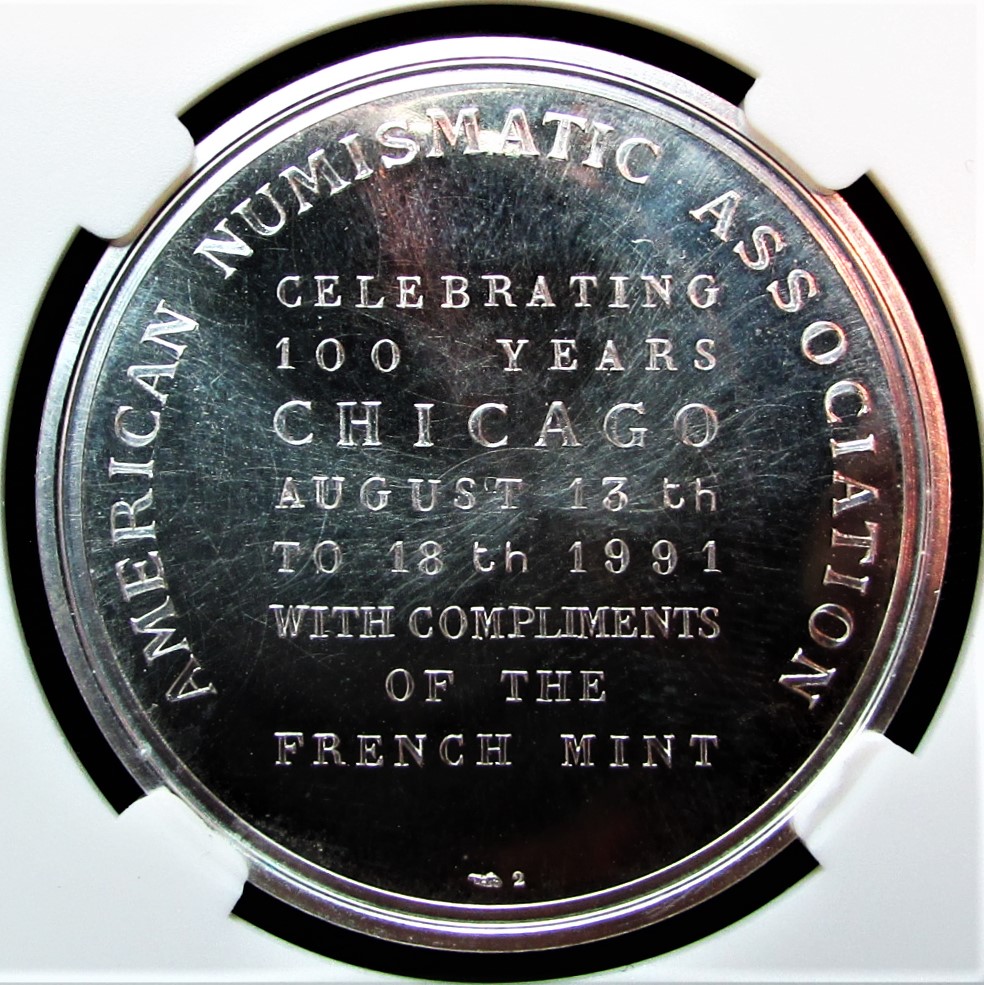 AMERICAN NUMISMATIC ASSOCIATION
CELEBRATING
100 YEARS
CHICAGO
AUGUST 13 th
TO 18 th 1991
WITH COMPLIMENTS
OF THE
FRENCH MINT
2